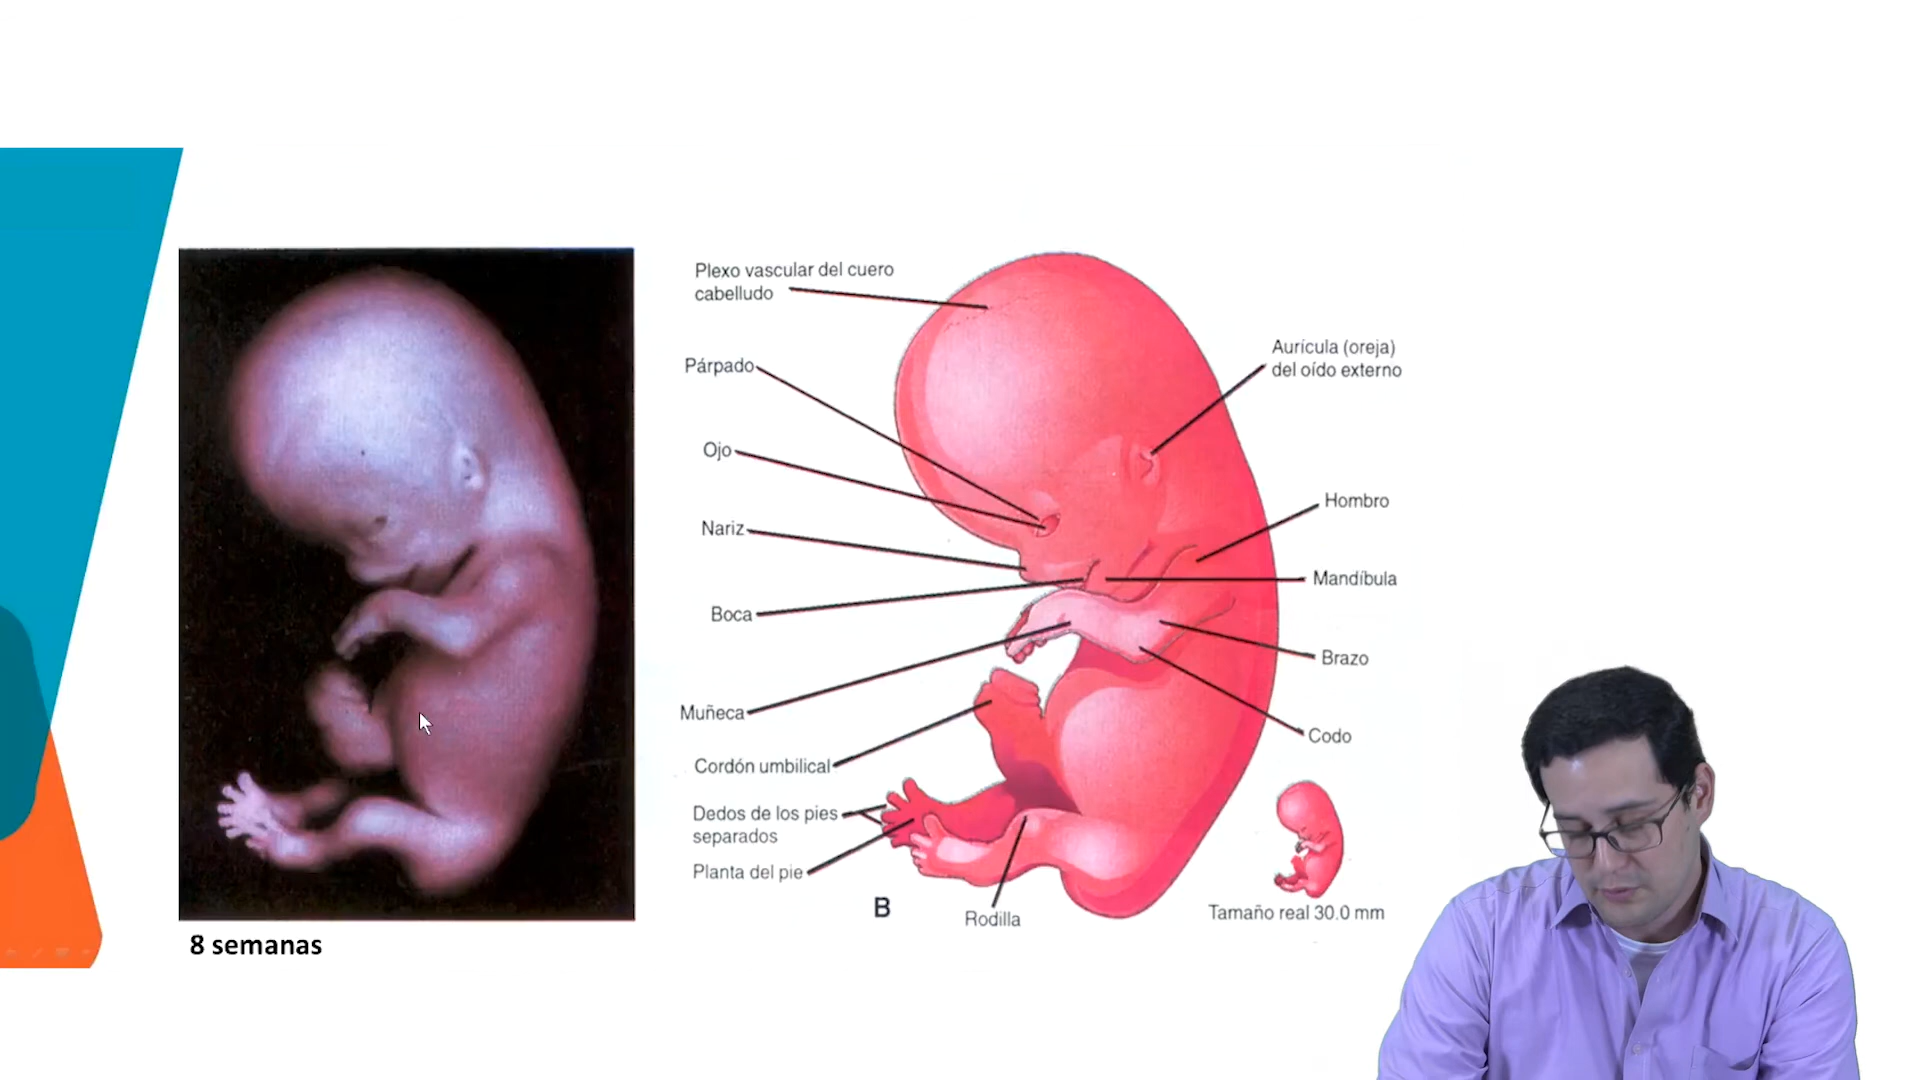 Plexo vascular del cuero
cabelludo
Párpado
Ojo
Nariz
Boca
Muñeca
Cordón umbilical
Dedos de los pies
separados
Planta del pie
B
Rodilla
Aurícula (oreja)
del oído externo
Hombro
Mandíbula
Brazo
Codo
Tamaño real 30.0 mm
8 semanas